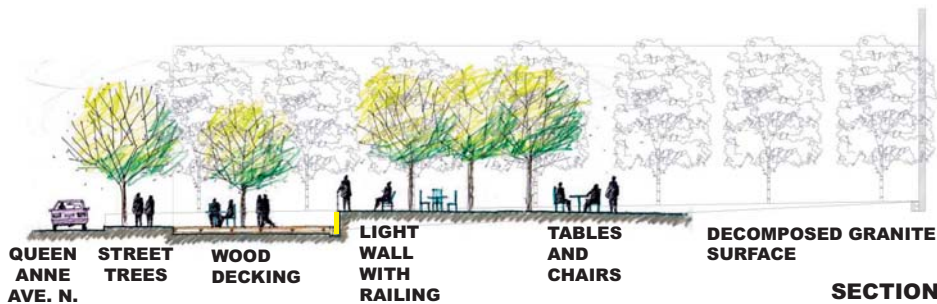 QUEEN
ANNE
AVE. N.
STREET
TREES
WOOD
DECKING
LIGHT
WALL
WITH
RAILING
TABLES
AND
CHAIRS
DECOMPOSED GRANITE
SURFACE
SECTION